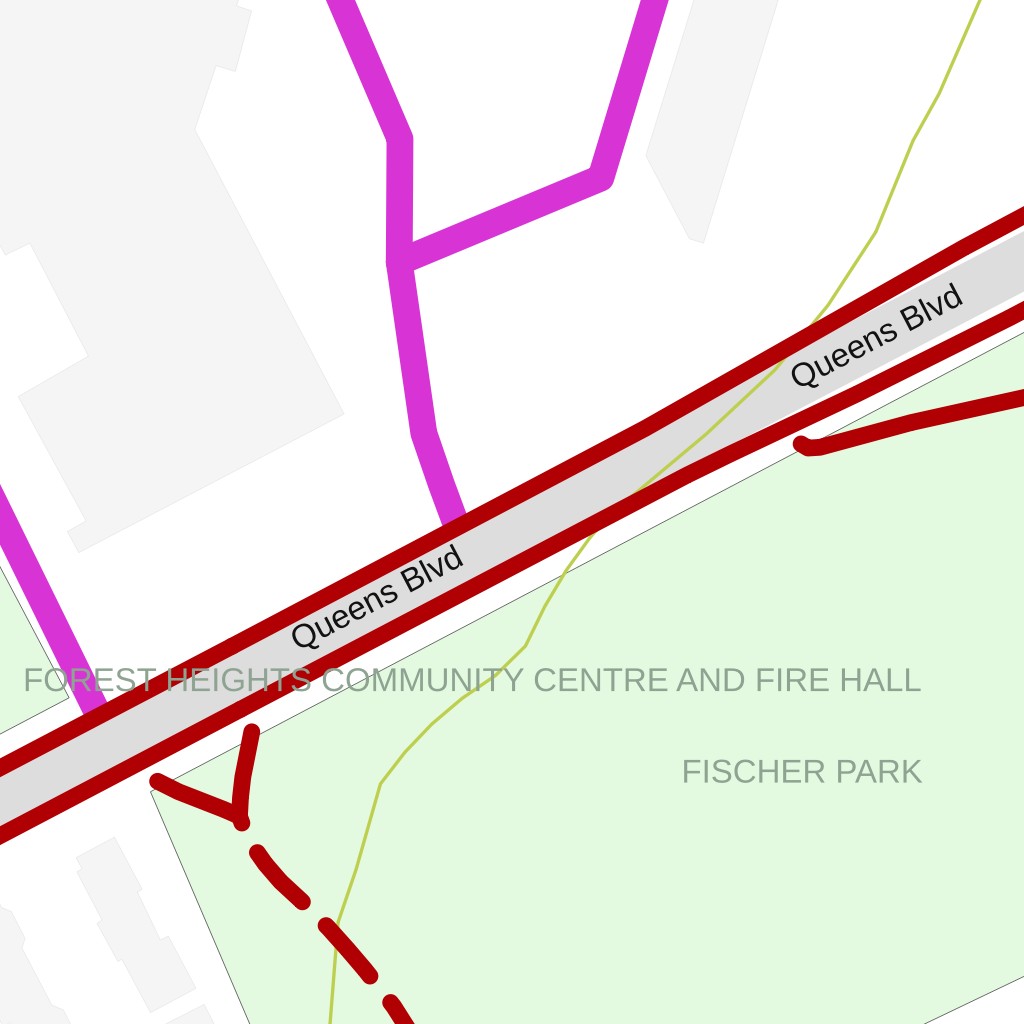 Queens Blvd
Queens Blvd
FOREST HEIGHTS COMMUNITY CENTRE AND FIRE HALL
FISCHER PARK